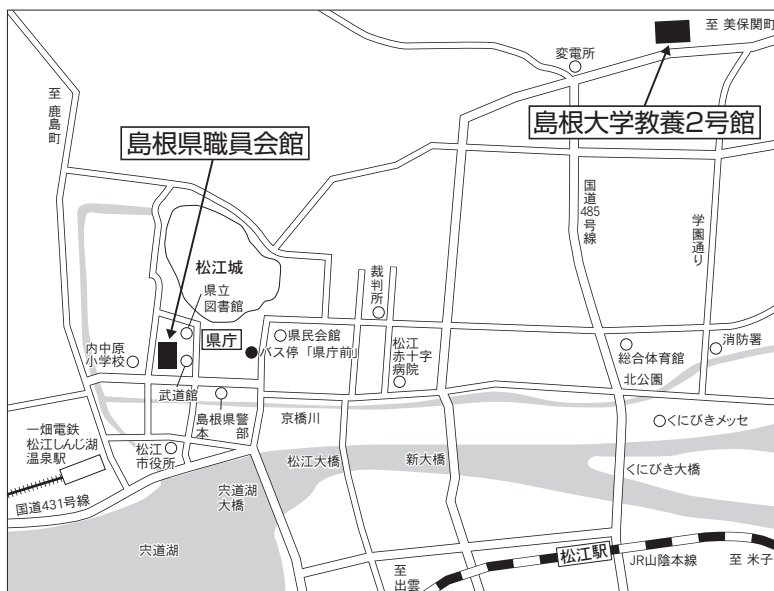 至 美保関町
変電所
島根大学教養2号館
至 鹿島町
島根県職員会館
国道
485
号線
学園通り
松江城
裁判所
県立
図書館
県庁
県民会館
バス停「県庁前」
松江
赤十字
病院
消防署
総合体育館
北公園
内中原
小学校
武道館
島根県警
本部
京橋川
くにびきメッセ
一畑電鉄
松江しんじ湖
温泉駅
松江
市役所
松江大橋
新大橋
くにびき大橋
国道431号線
宍道湖
大橋
宍道湖
松江駅
JR山陰本線
至 米子
至
出雲